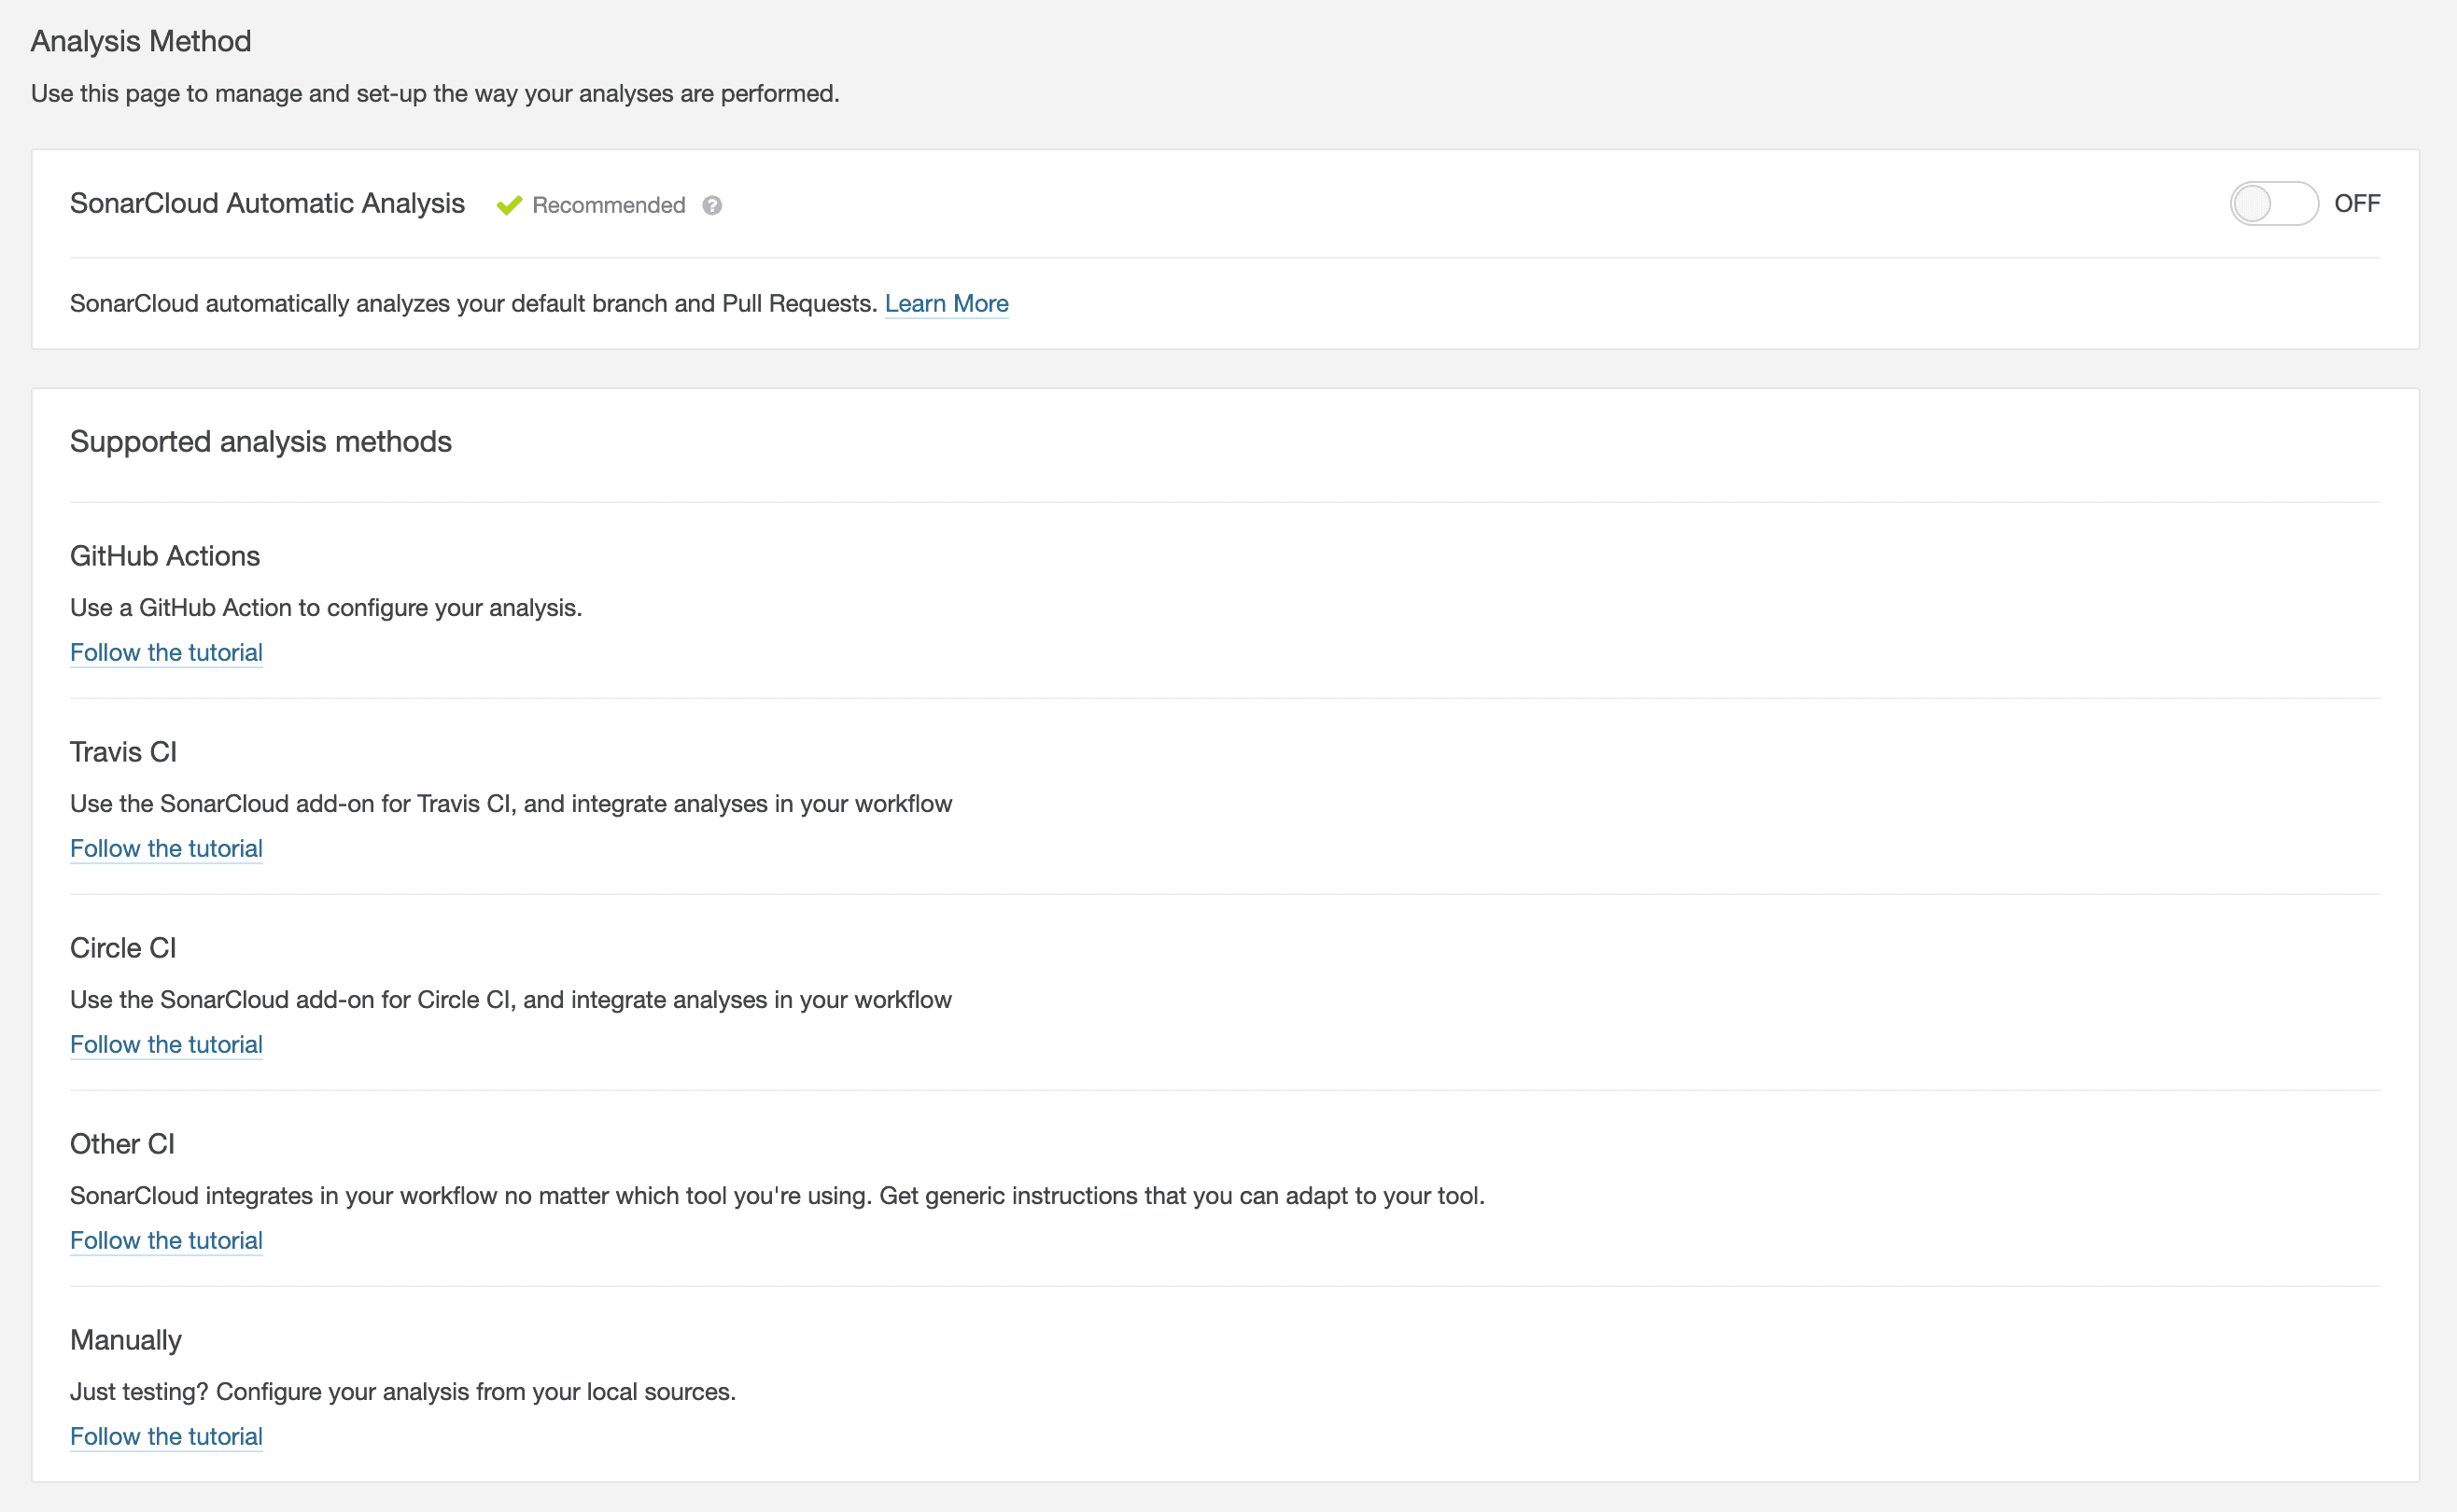 Analysis Method
Use this page to manage and set-up the way your analyses are performed.
SonarCloud Automatic Analysis Recommended ? OFF
SonarCloud automatically analyzes your default branch and Pull Requests. Learn More
Supported analysis methods
GitHub Actions
Use a GitHub Action to configure your analysis.
Follow the tutorial
Travis CI
Use the SonarCloud add-on for Travis CI, and integrate analyses in your workflow
Follow the tutorial
Circle CI
Use the SonarCloud add-on for Circle CI, and integrate analyses in your workflow
Follow the tutorial
Other CI
SonarCloud integrates in your workflow no matter which tool you're using. Get generic instructions that you can adapt to your tool.
Follow the tutorial
Manually
Just testing? Configure your analysis from your local sources.
Follow the tutorial